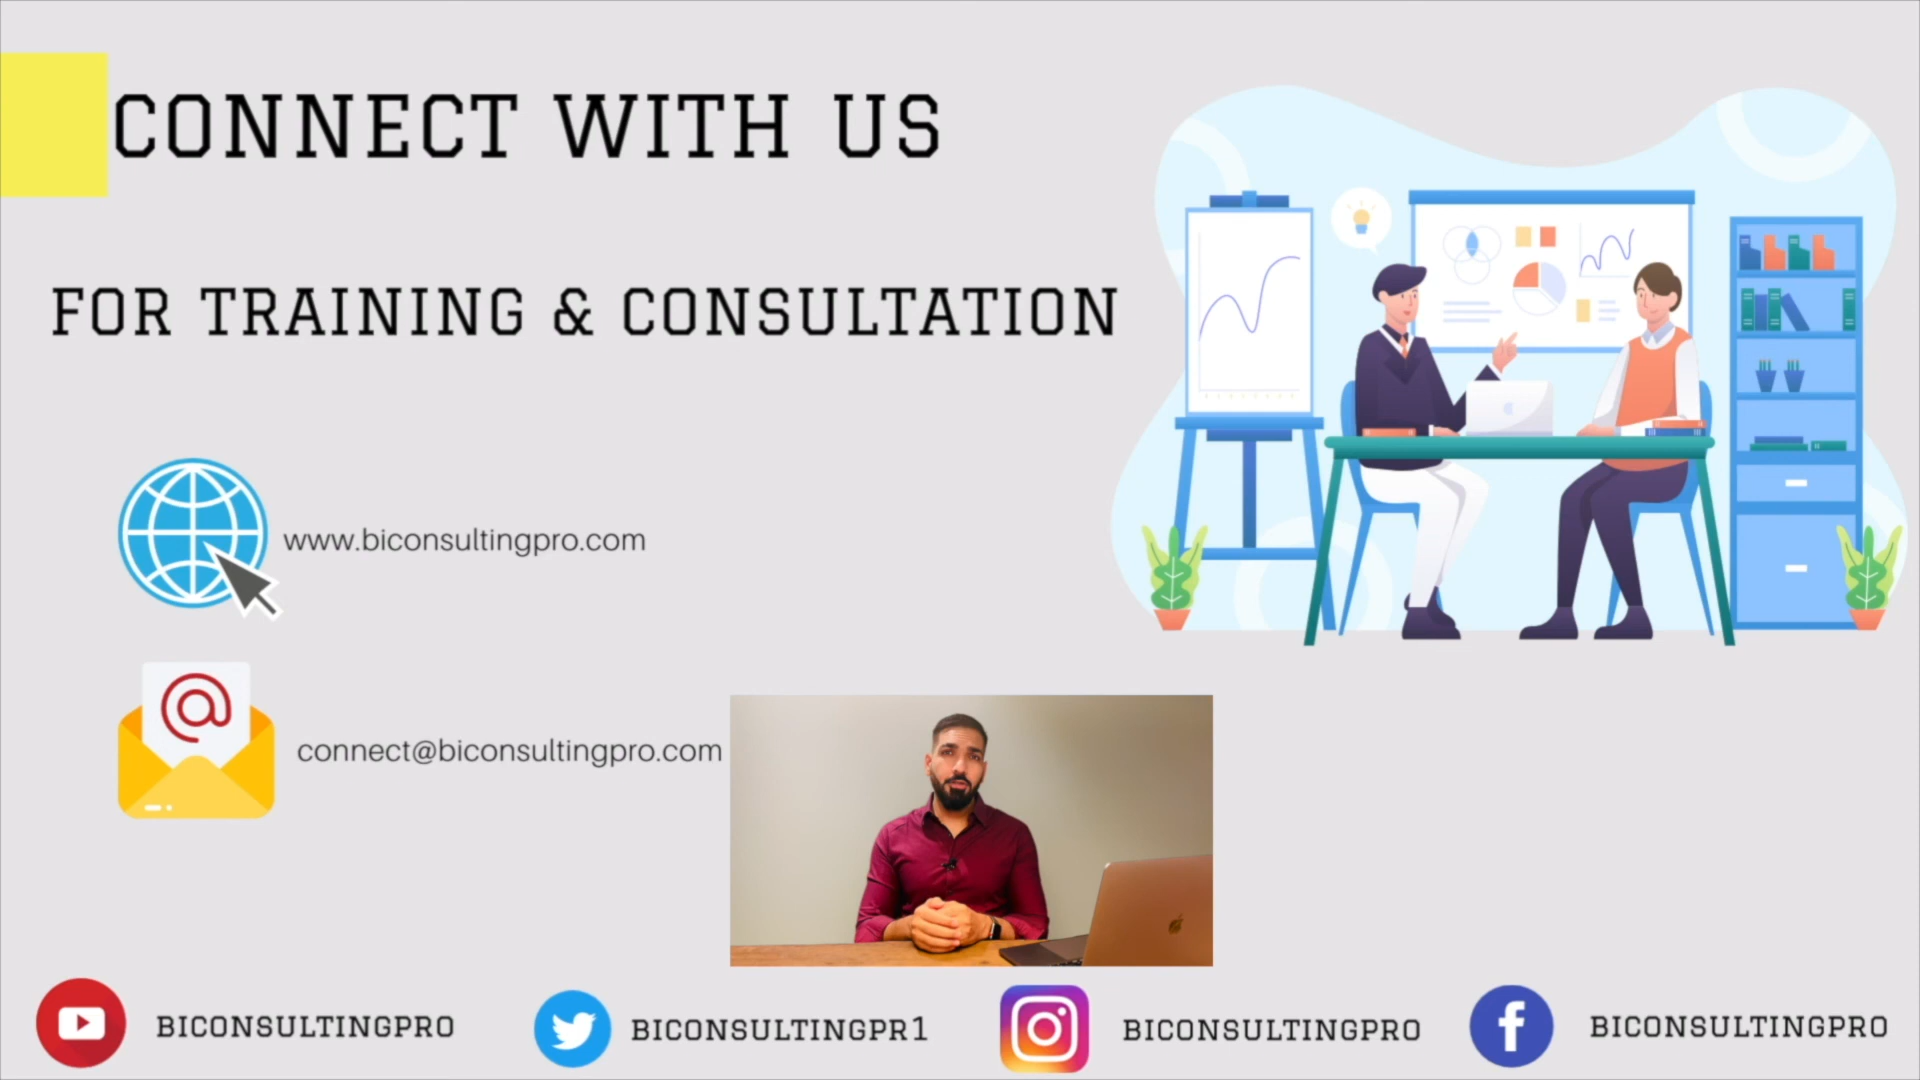 CONNECT WITH US
FOR TRAINING & CONSULTATION
www.biconsultingpro.com
connect@biconsultingpro.com
BICONSULTINGPRO
BICONSULTINGPR1
BICONSULTINGPRO
BICONSULTINGPRO